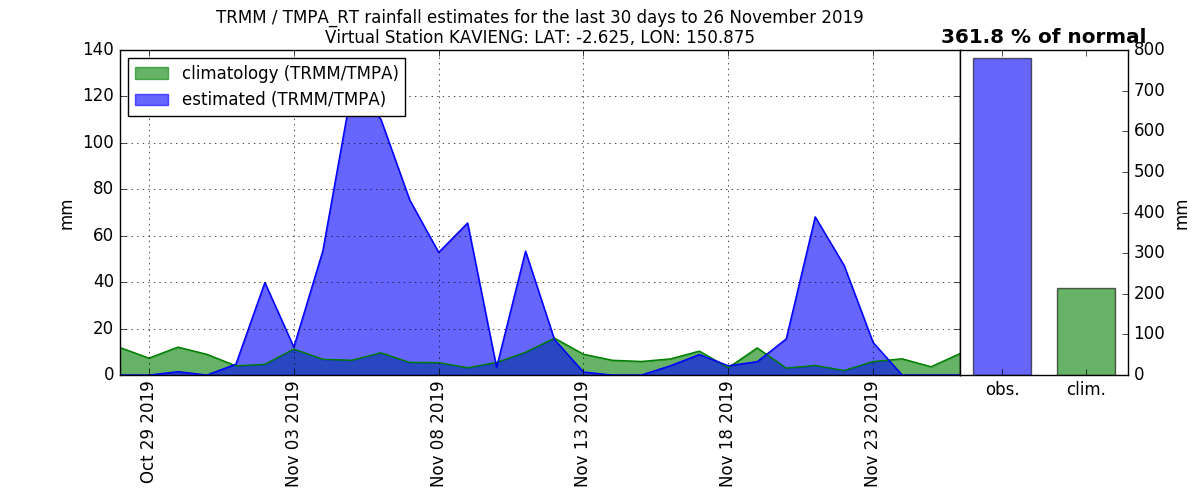 TRMM / TMPA_RT rainfall estimates for the last 30 days to 26 November 2019
Virtual Station KAVIENG: LAT: -2.625, LON: 150.875
361.8 % of normal
climatology (TRMM/TMPA)
estimated (TRMM/TMPA)
mm
140
120
100
80
60
40
20
0
Oct 29 2019
Nov 03 2019
Nov 08 2019
Nov 13 2019
Nov 18 2019
Nov 23 2019
obs.
clim.
800
700
600
500
400
300
200
100
0
mm